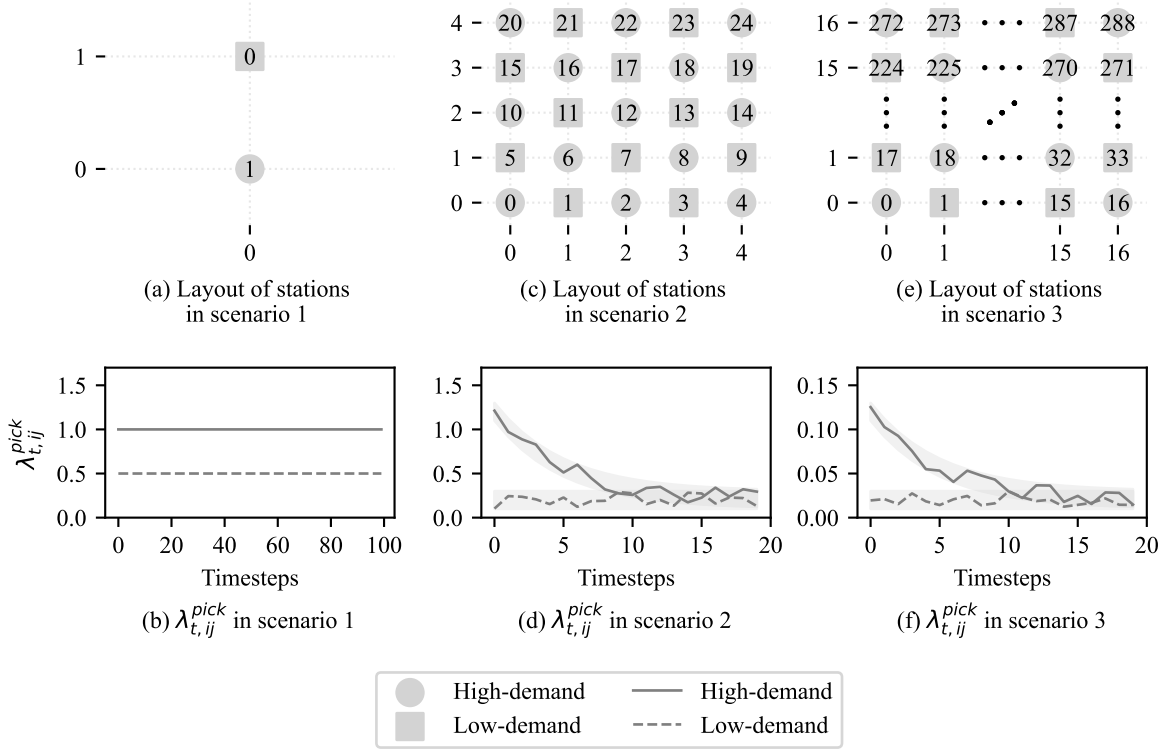 1 0
0 1
0
(a) Layout of stations
in scenario 1
4 20 21 22 23 24
3 15 16 17 18 19
2 10 11 12 13 14
1 5 6 7 8 9
0 0 1 2 3 4
0 1 2 3 4
(c) Layout of stations
in scenario 2
16 272 273 287 288
15 224 225 270 271
1 17 18 32 33
0 0 1 15 16
0 1 15 16
(e) Layout of stations
in scenario 3
λ^{pick}_{t, ij}
1.5
1.0
0.5
0.0
0 20 40 60 80 100
Timesteps
(b) λ^{pick}_{t, ij} in scenario 1
1.5
1.0
0.5
0.0
0 5 10 15 20
Timesteps
(d) λ^{pick}_{t, ij} in scenario 2
0.15
0.10
0.05
0.00
0 5 10 15 20
Timesteps
(f) λ^{pick}_{t, ij} in scenario 3
High-demand High-demand
Low-demand Low-demand